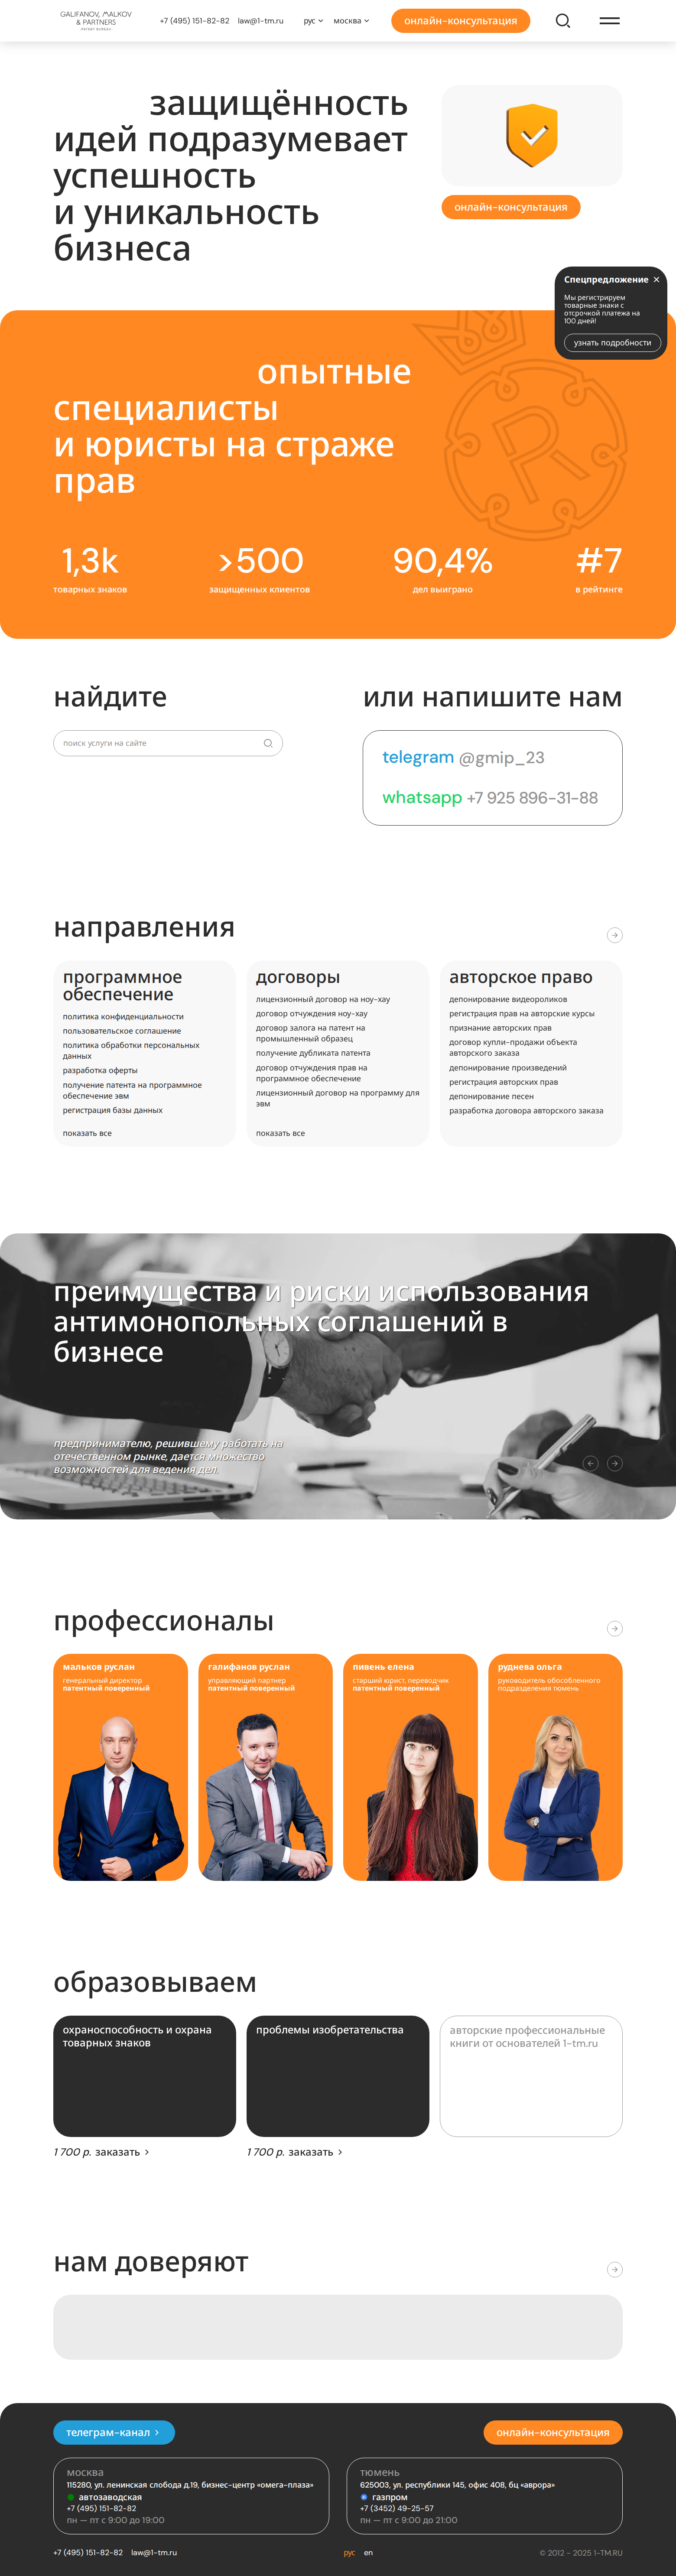 GALIFANOV, MALKOV
& PARTNERS
-PATENT BUREAU-
+7 (495) 151-82-82 law@1-tm.ru рус москва онлайн-консультация
защищённость
идей подразумевает
успешность
и уникальность
бизнеса
онлайн-консультация
Спецпредложение
Мы регистрируем
товарные знаки с
отсрочкой платежа на
100 дней!
узнать подробности
опытные
специалисты
и юристы на страже
прав
R
1,3k
товарных знаков
>500
защищенных клиентов
90,4%
дел выиграно
#7
в рейтинге
найдите
поиск услуги на сайте
или напишите нам
telegram @gmip_23
whatsapp +7 925 896-31-88
направления
программное
обеспечение
политика конфиденциальности
пользовательское соглашение
политика обработки персональных
данных
разработка оферты
получение патента на программное
обеспечение эвм
регистрация базы данных
показать все
договоры
лицензионный договор на ноу-хау
договор отчуждения ноу-хау
договор залога на патент на
промышленный образец
получение дубликата патента
договор отчуждения прав на
программное обеспечение
лицензионный договор на программу для
эвм
показать все
авторское право
депонирование видеороликов
регистрация прав на авторские курсы
признание авторских прав
договор купли-продажи объекта
авторского заказа
депонирование произведений
регистрация авторских прав
депонирование песен
разработка договора авторского заказа
преимущества и риски использования
антимонопольных соглашений в
бизнесе
предпринимателю, решившему работать на
отечественном рынке, дается множество
возможностей для ведения дел.
профессионалы
мальков руслан
генеральный директор
патентный поверенный
галифанов руслан
управляющий партнер
патентный поверенный
пивень елена
старший юрист, переводчик
патентный поверенный
руднева ольга
руководитель обособленного
подразделения тюмень
образовываем
охраноспособность и охрана
товарных знаков
1 700 р. заказать
проблемы изобретательства
1 700 р. заказать
авторские профессиональные
книги от основателей 1-tm.ru
нам доверяют
телеграм-канал
онлайн-консультация
москва
115280, ул. ленинская слобода д.19, бизнес-центр «омега-плаза»
автозаводская
+7 (495) 151-82-82
пн — пт с 9:00 до 19:00
тюмень
625003, ул. республики 145, офис 408, бц «аврора»
газпром
+7 (3452) 49-25-57
пн — пт с 9:00 до 21:00
+7 (495) 151-82-82 law@1-tm.ru
рус en
© 2012 - 2025 1-TM.RU